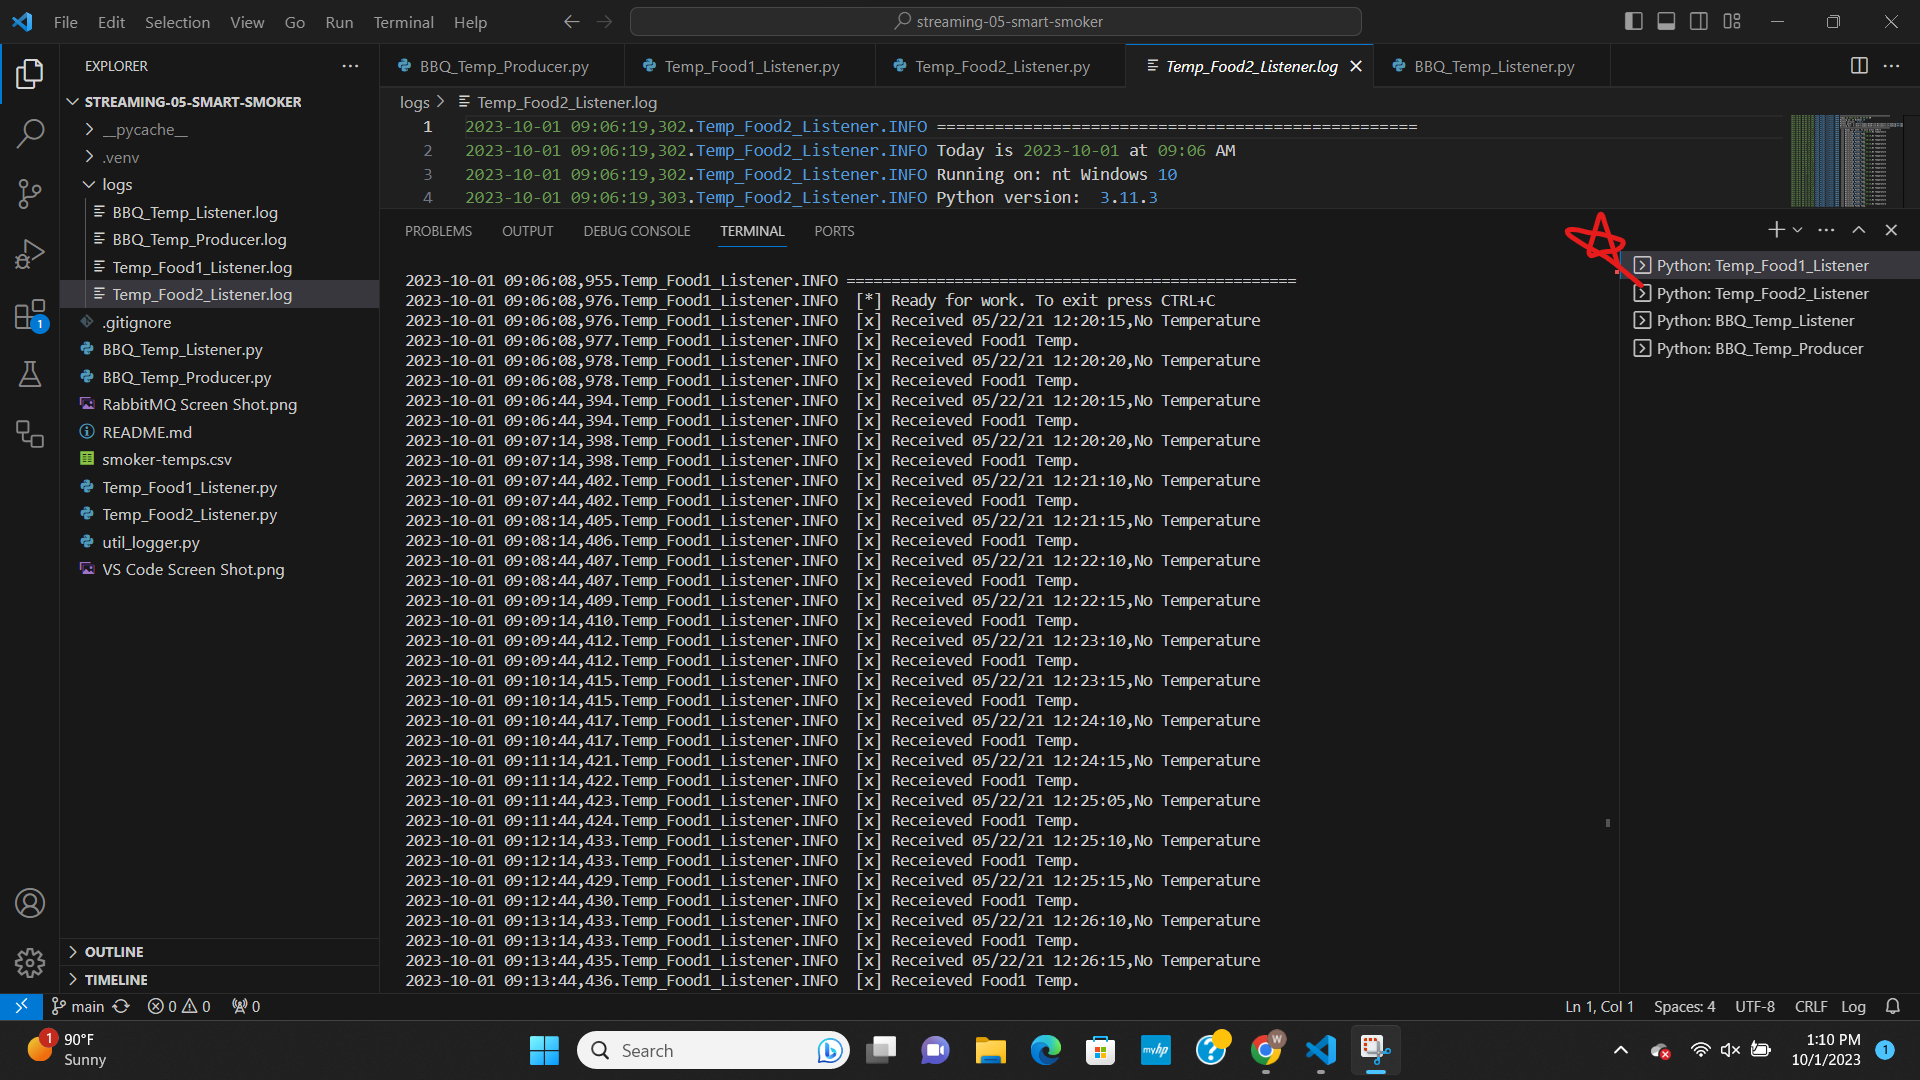 File Edit Selection View Go Run Terminal Help
streaming-05-smart-smoker
EXPLORER
BBQ_Temp_Producer.py
Temp_Food1_Listener.py
Temp_Food2_Listener.py
Temp_Food2_Listener.log
BBQ_Temp_Listener.py
STREAMING-05-SMART-SMOKER
__pycache__
.venv
logs
BBQ_Temp_Listener.log
BBQ_Temp_Producer.log
Temp_Food1_Listener.log
Temp_Food2_Listener.log
.gitignore
BBQ_Temp_Listener.py
BBQ_Temp_Producer.py
RabbitMQ Screen Shot.png
README.md
smoker-temps.csv
Temp_Food1_Listener.py
Temp_Food2_Listener.py
util_logger.py
VS Code Screen Shot.png
OUTLINE
TIMELINE
1
logs > Temp_Food2_Listener.log
1 2023-10-01 09:06:19,302.Temp_Food2_Listener.INFO ==================================================
2 2023-10-01 09:06:19,302.Temp_Food2_Listener.INFO Today is 2023-10-01 at 09:06 AM
3 2023-10-01 09:06:19,302.Temp_Food2_Listener.INFO Running on: nt Windows 10
4 2023-10-01 09:06:19,303.Temp_Food2_Listener.INFO Python version:  3.11.3
PROBLEMS OUTPUT DEBUG CONSOLE TERMINAL PORTS
2023-10-01 09:06:08,955.Temp_Food1_Listener.INFO ==================================================
2023-10-01 09:06:08,976.Temp_Food1_Listener.INFO  [*] Ready for work. To exit press CTRL+C
2023-10-01 09:06:08,976.Temp_Food1_Listener.INFO  [x] Received 05/22/21 12:20:15,No Temperature
2023-10-01 09:06:08,977.Temp_Food1_Listener.INFO  [x] Receieved Food1 Temp.
2023-10-01 09:06:08,978.Temp_Food1_Listener.INFO  [x] Received 05/22/21 12:20:20,No Temperature
2023-10-01 09:06:08,978.Temp_Food1_Listener.INFO  [x] Receieved Food1 Temp.
2023-10-01 09:06:44,394.Temp_Food1_Listener.INFO  [x] Received 05/22/21 12:20:15,No Temperature
2023-10-01 09:06:44,394.Temp_Food1_Listener.INFO  [x] Receieved Food1 Temp.
2023-10-01 09:07:14,398.Temp_Food1_Listener.INFO  [x] Received 05/22/21 12:20:20,No Temperature
2023-10-01 09:07:14,398.Temp_Food1_Listener.INFO  [x] Receieved Food1 Temp.
2023-10-01 09:07:44,402.Temp_Food1_Listener.INFO  [x] Received 05/22/21 12:21:10,No Temperature
2023-10-01 09:07:44,402.Temp_Food1_Listener.INFO  [x] Receieved Food1 Temp.
2023-10-01 09:08:14,405.Temp_Food1_Listener.INFO  [x] Received 05/22/21 12:21:15,No Temperature
2023-10-01 09:08:14,406.Temp_Food1_Listener.INFO  [x] Receieved Food1 Temp.
2023-10-01 09:08:44,407.Temp_Food1_Listener.INFO  [x] Received 05/22/21 12:22:10,No Temperature
2023-10-01 09:08:44,407.Temp_Food1_Listener.INFO  [x] Receieved Food1 Temp.
2023-10-01 09:09:14,409.Temp_Food1_Listener.INFO  [x] Received 05/22/21 12:22:15,No Temperature
2023-10-01 09:09:14,410.Temp_Food1_Listener.INFO  [x] Receieved Food1 Temp.
2023-10-01 09:09:44,412.Temp_Food1_Listener.INFO  [x] Received 05/22/21 12:23:10,No Temperature
2023-10-01 09:09:44,412.Temp_Food1_Listener.INFO  [x] Receieved Food1 Temp.
2023-10-01 09:10:14,415.Temp_Food1_Listener.INFO  [x] Received 05/22/21 12:23:15,No Temperature
2023-10-01 09:10:14,415.Temp_Food1_Listener.INFO  [x] Receieved Food1 Temp.
2023-10-01 09:10:44,417.Temp_Food1_Listener.INFO  [x] Received 05/22/21 12:24:10,No Temperature
2023-10-01 09:10:44,417.Temp_Food1_Listener.INFO  [x] Receieved Food1 Temp.
2023-10-01 09:11:14,421.Temp_Food1_Listener.INFO  [x] Received 05/22/21 12:24:15,No Temperature
2023-10-01 09:11:14,422.Temp_Food1_Listener.INFO  [x] Receieved Food1 Temp.
2023-10-01 09:11:44,423.Temp_Food1_Listener.INFO  [x] Received 05/22/21 12:25:05,No Temperature
2023-10-01 09:11:44,424.Temp_Food1_Listener.INFO  [x] Receieved Food1 Temp.
2023-10-01 09:12:14,433.Temp_Food1_Listener.INFO  [x] Received 05/22/21 12:25:10,No Temperature
2023-10-01 09:12:14,433.Temp_Food1_Listener.INFO  [x] Receieved Food1 Temp.
2023-10-01 09:12:44,429.Temp_Food1_Listener.INFO  [x] Received 05/22/21 12:25:15,No Temperature
2023-10-01 09:12:44,430.Temp_Food1_Listener.INFO  [x] Receieved Food1 Temp.
2023-10-01 09:13:14,433.Temp_Food1_Listener.INFO  [x] Received 05/22/21 12:26:10,No Temperature
2023-10-01 09:13:14,433.Temp_Food1_Listener.INFO  [x] Receieved Food1 Temp.
2023-10-01 09:13:44,435.Temp_Food1_Listener.INFO  [x] Received 05/22/21 12:26:15,No Temperature
2023-10-01 09:13:44,436.Temp_Food1_Listener.INFO  [x] Receieved Food1 Temp.
Python: Temp_Food1_Listener
Python: Temp_Food2_Listener
Python: BBQ_Temp_Listener
Python: BBQ_Temp_Producer
main 0 0 0
Ln 1, Col 1 Spaces: 4 UTF-8 CRLF Log
1 90°F
Sunny
Search
myhp
W
1:10 PM
10/1/2023
1